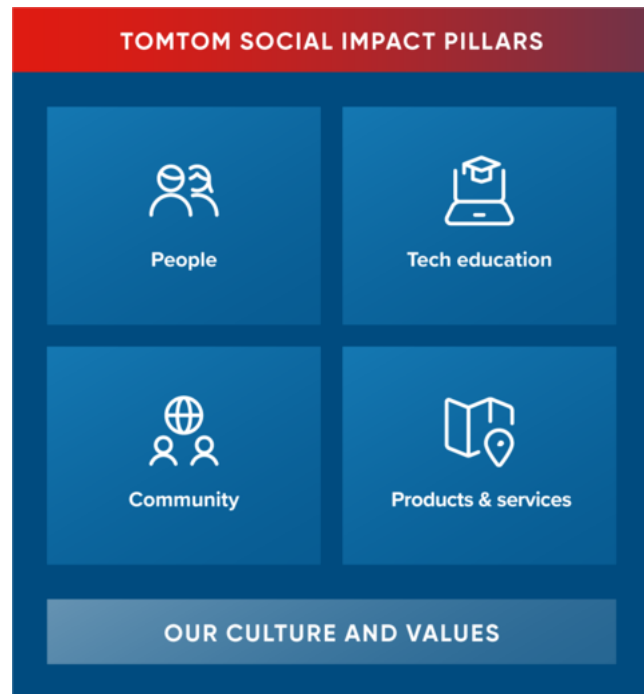 TOMTOM SOCIAL IMPACT PILLARS
People
Tech education
Community
Products & services
OUR CULTURE AND VALUES